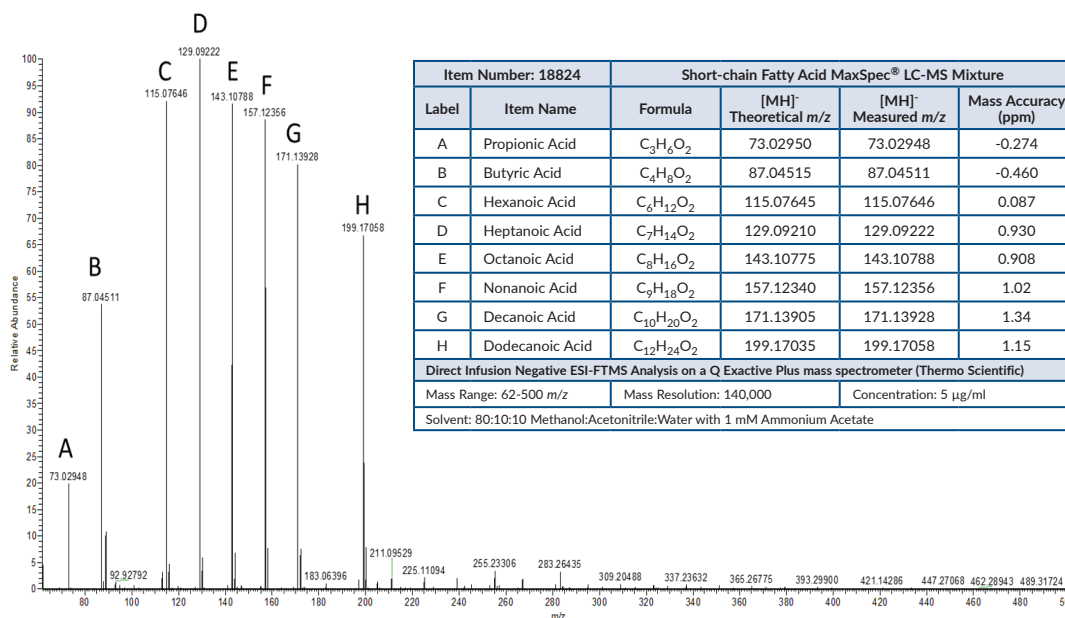 D
129.09222
C
115.07646
E
143.10788
F
157.12356
G
171.13928
H
199.17058
B
87.04511
A
73.02948
92.92792
183.06396
211.09529
225.11094
255.23306
283.26435
309.20488
337.23632
365.26775
393.29900
421.14286
447.27068
462.28943
489.31724
Relative Abundance
100
95
90
85
80
75
70
65
60
55
50
45
40
35
30
25
20
15
10
5
0
80 100 120 140 160 180 200 220 240 260 280 300 320 340 360 380 400 420 440 460 480
m/z
Item Number: 18824 Short-chain Fatty Acid MaxSpec® LC-MS Mixture
Label Item Name Formula [MH]- Theoretical m/z [MH]- Measured m/z Mass Accuracy (ppm)
A Propionic Acid C3H6O2 73.02950 73.02948 -0.274
B Butyric Acid C4H8O2 87.04515 87.04511 -0.460
C Hexanoic Acid C6H12O2 115.07645 115.07646 0.087
D Heptanoic Acid C7H14O2 129.09210 129.09222 0.930
E Octanoic Acid C8H16O2 143.10775 143.10788 0.908
F Nonanoic Acid C9H18O2 157.12340 157.12356 1.02
G Decanoic Acid C10H20O2 171.13905 171.13928 1.34
H Dodecanoic Acid C12H24O2 199.17035 199.17058 1.15
Direct Infusion Negative ESI-FTMS Analysis on a Q Exactive Plus mass spectrometer (Thermo Scientific)
Mass Range: 62-500 m/z Mass Resolution: 140,000 Concentration: 5 µg/ml
Solvent: 80:10:10 Methanol:Acetonitrile:Water with 1 mM Ammonium Acetate